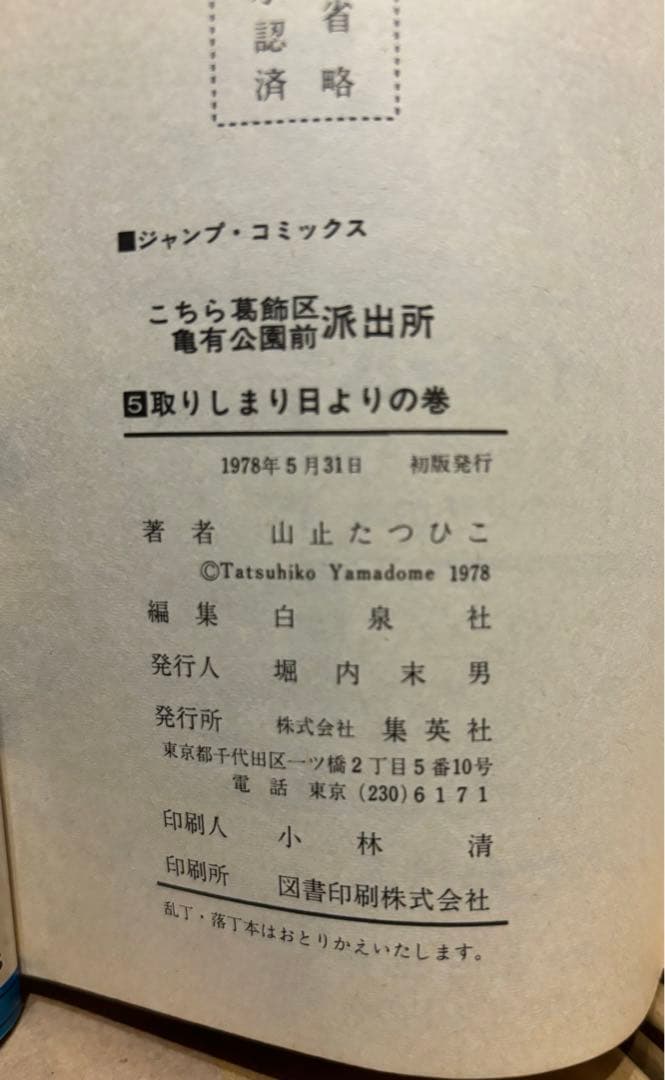 省略
認済
■ジャンプ・コミックス
こちら葛飾区
亀有公園前派出所
5取りしまり日よりの巻
1978年5月31日 初版発行
著者 山止たつひこ
©Tatsuhiko Yamadome 1978
編集 白泉社
発行人 堀内末男
発行所 株式会社 集英社
東京都千代田区一ツ橋2丁目5番10号
電話 東京(230)6171
印刷人 小林清
印刷所 図書印刷株式会社
乱丁・落丁本はおとりかえいたします。